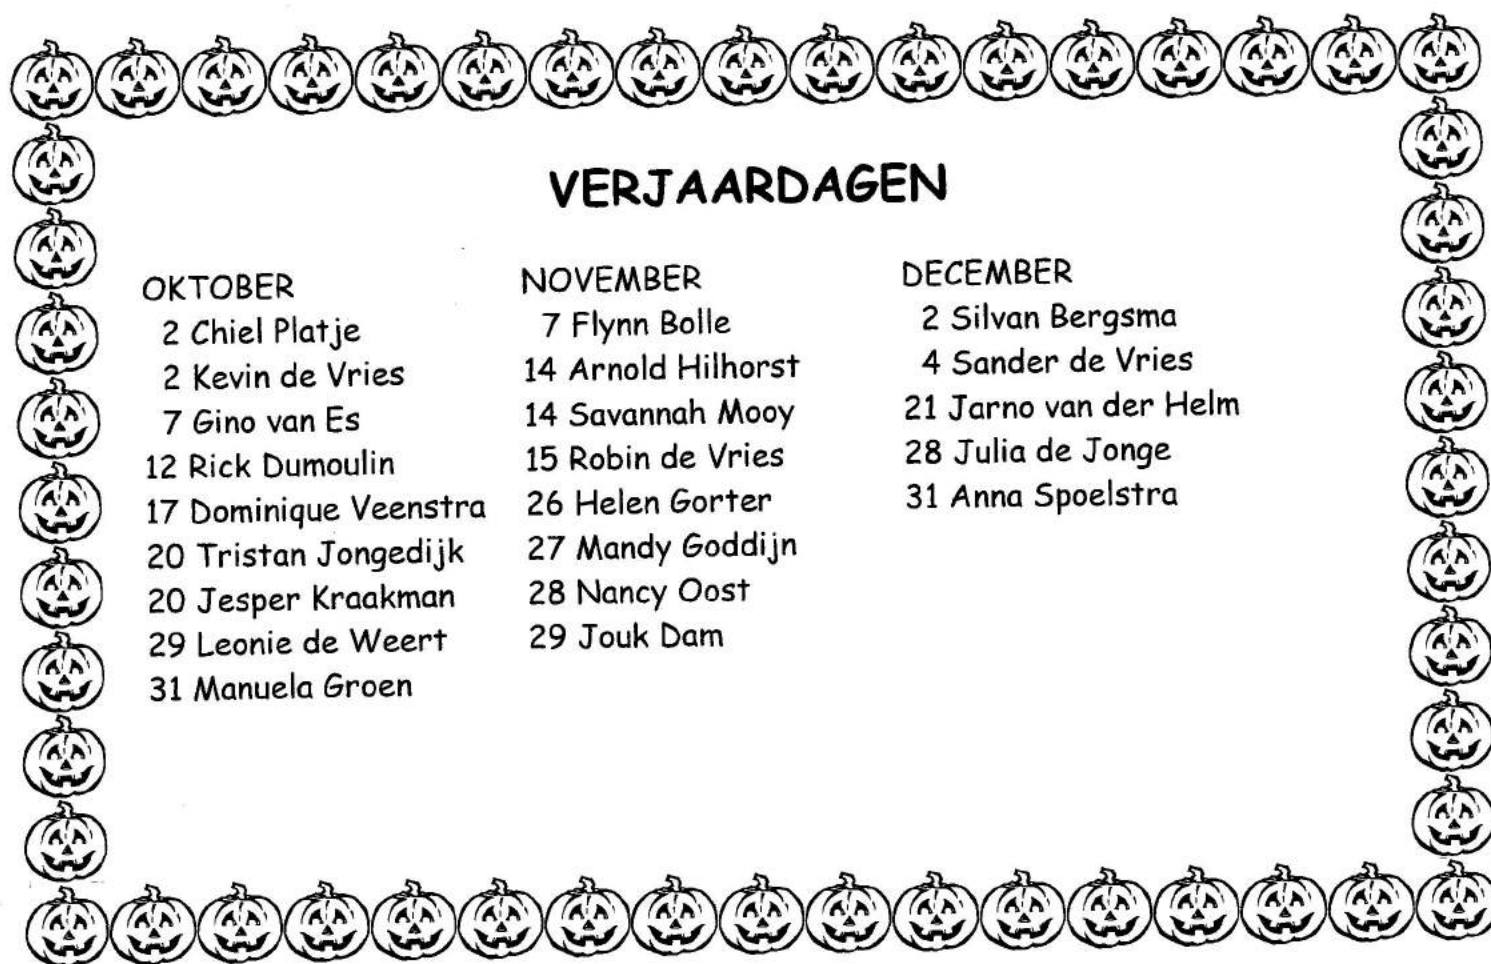 VERJAARDAGEN
OKTOBER
2 Chiel Platje
2 Kevin de Vries
7 Gino van Es
12 Rick Dumoulin
17 Dominique Veenstra
20 Tristan Jongedijk
20 Jesper Kraakman
29 Leonie de Weert
31 Manuela Groen
NOVEMBER
7 Flynn Bolle
14 Arnold Hilhorst
14 Savannah Mooy
15 Robin de Vries
26 Helen Gorter
27 Mandy Goddijn
28 Nancy Oost
29 Jouk Dam
DECEMBER
2 Silvan Bergsma
4 Sander de Vries
21 Jarno van der Helm
28 Julia de Jonge
31 Anna Spoelstra